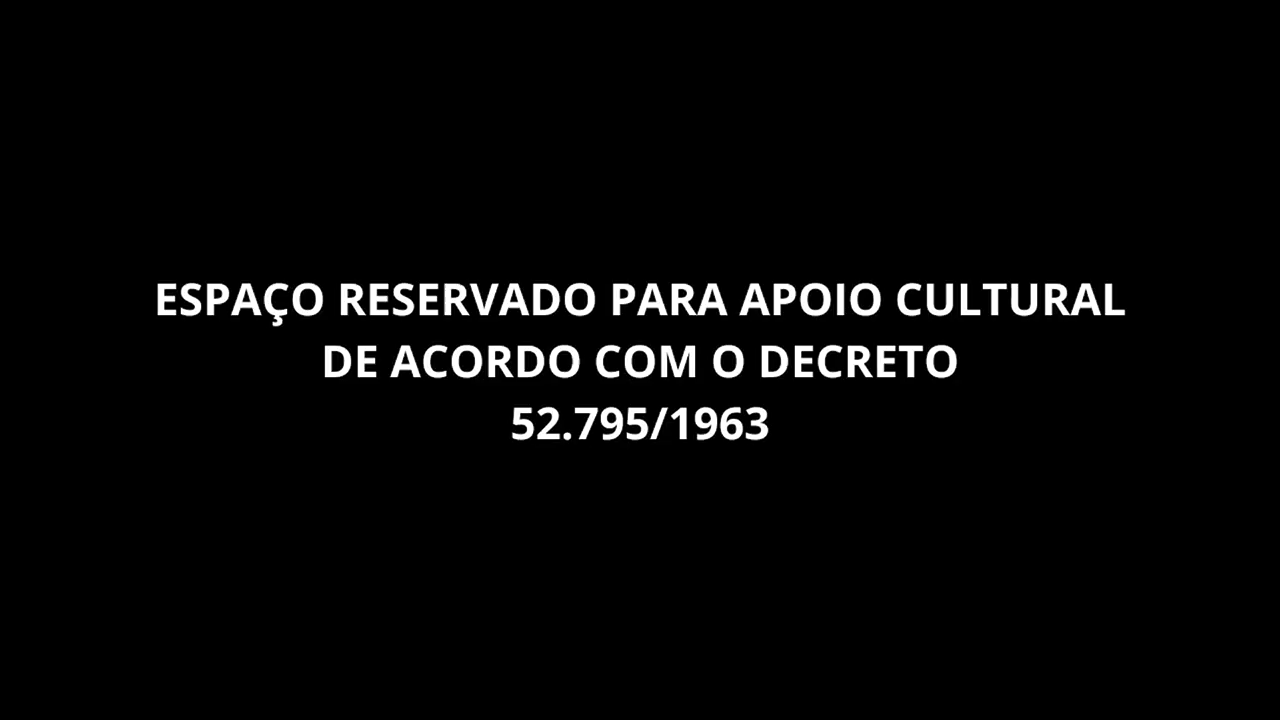 ESPAÇO RESERVADO PARA APOIO CULTURAL
DE ACORDO COM O DECRETO
52.795/1963